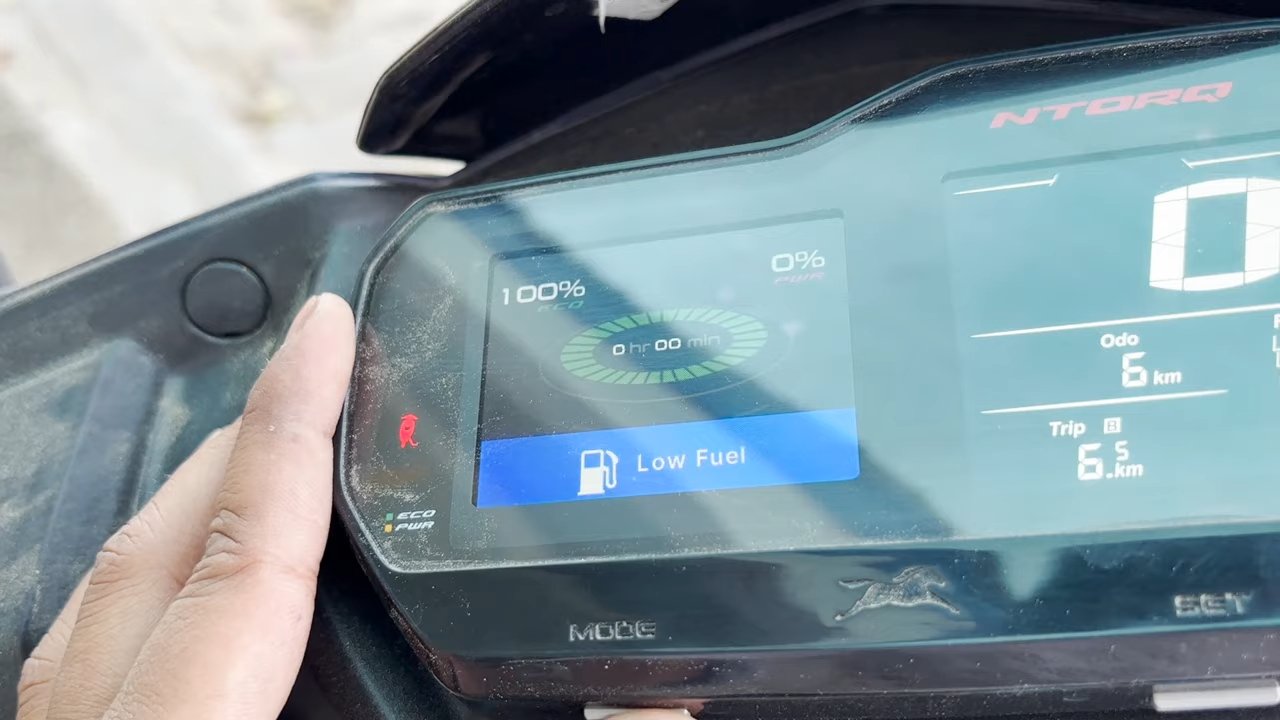 NTORQ
100%
ECO
0%
PWR
0 hr 00 min
Low Fuel
0
Odo
6 km
Trip B
6.5 km
ECO
PWR
MODE
SET